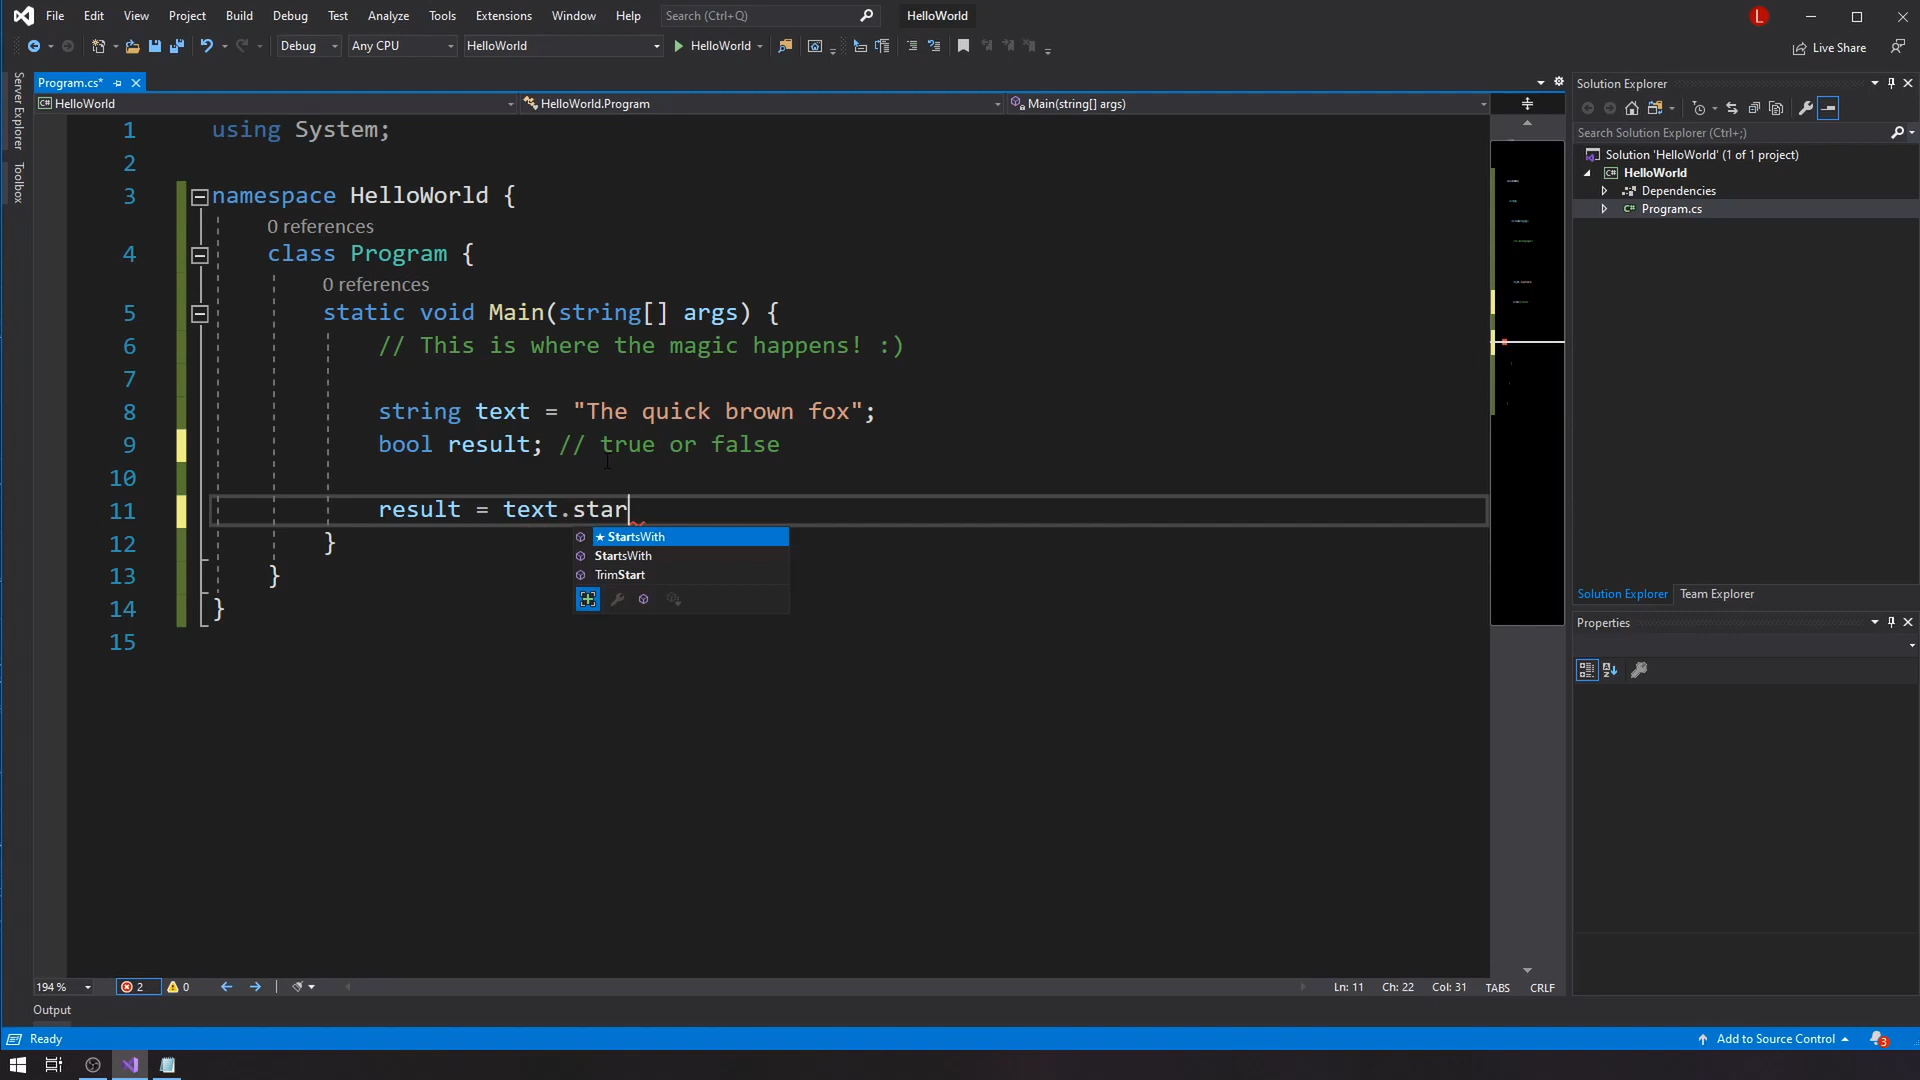 File Edit View Project Build Debug Test Analyze Tools Extensions Window Help Search (Ctrl+Q) HelloWorld L
Debug Any CPU HelloWorld HelloWorld Live Share
Server Explorer
Toolbox
Program.cs*
HelloWorld HelloWorld.Program Main(string[] args)
1 using System;
2
3 namespace HelloWorld {
0 references
4 class Program {
0 references
5 static void Main(string[] args) {
6 // This is where the magic happens! :)
7
8 string text = "The quick brown fox";
9 bool result; // true or false
10
11 result = text.star
★ StartsWith
StartsWith
TrimStart
12 }
13 }
14 }
15
Solution Explorer
Search Solution Explorer (Ctrl+;)
Solution 'HelloWorld' (1 of 1 project)
HelloWorld
Dependencies
C# Program.cs
Solution Explorer Team Explorer
Properties
194 % 2 0 Ln: 11 Ch: 22 Col: 31 TABS CRLF
Output
Ready Add to Source Control 3